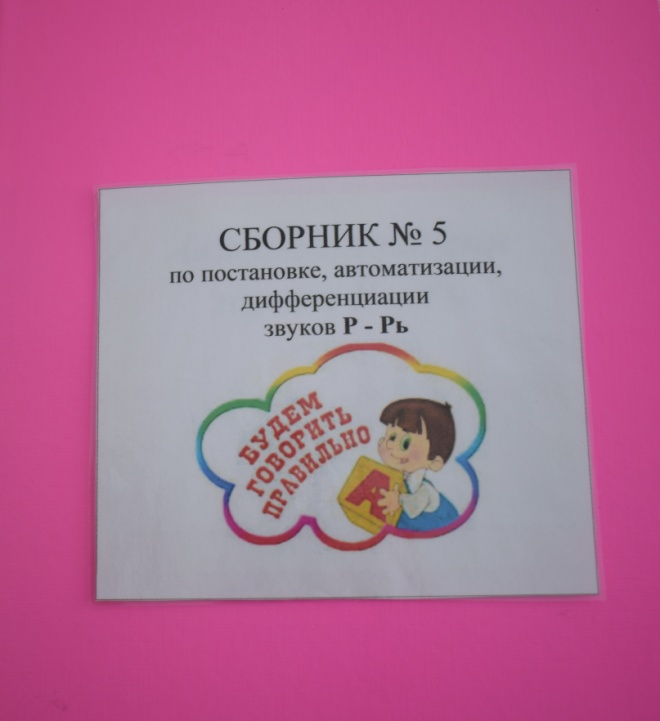 СБОРНИК № 5
по постановке, автоматизации,
дифференциации
звуков Р - Рь
БУДЕМ
ГОВОРИТЬ
ПРАВИЛЬНО
А